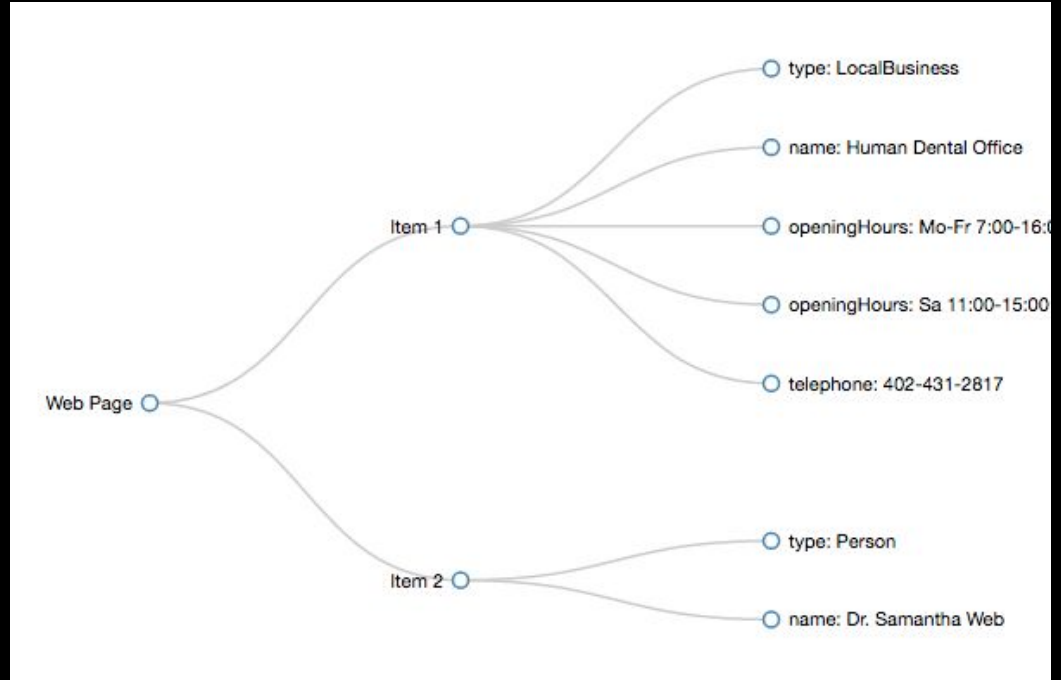 type: LocalBusiness
name: Human Dental Office
Item 1
openingHours: Mo-Fr 7:00-16:0
openingHours: Sa 11:00-15:00
telephone: 402-431-2817
Web Page
type: Person
Item 2
name: Dr. Samantha Web